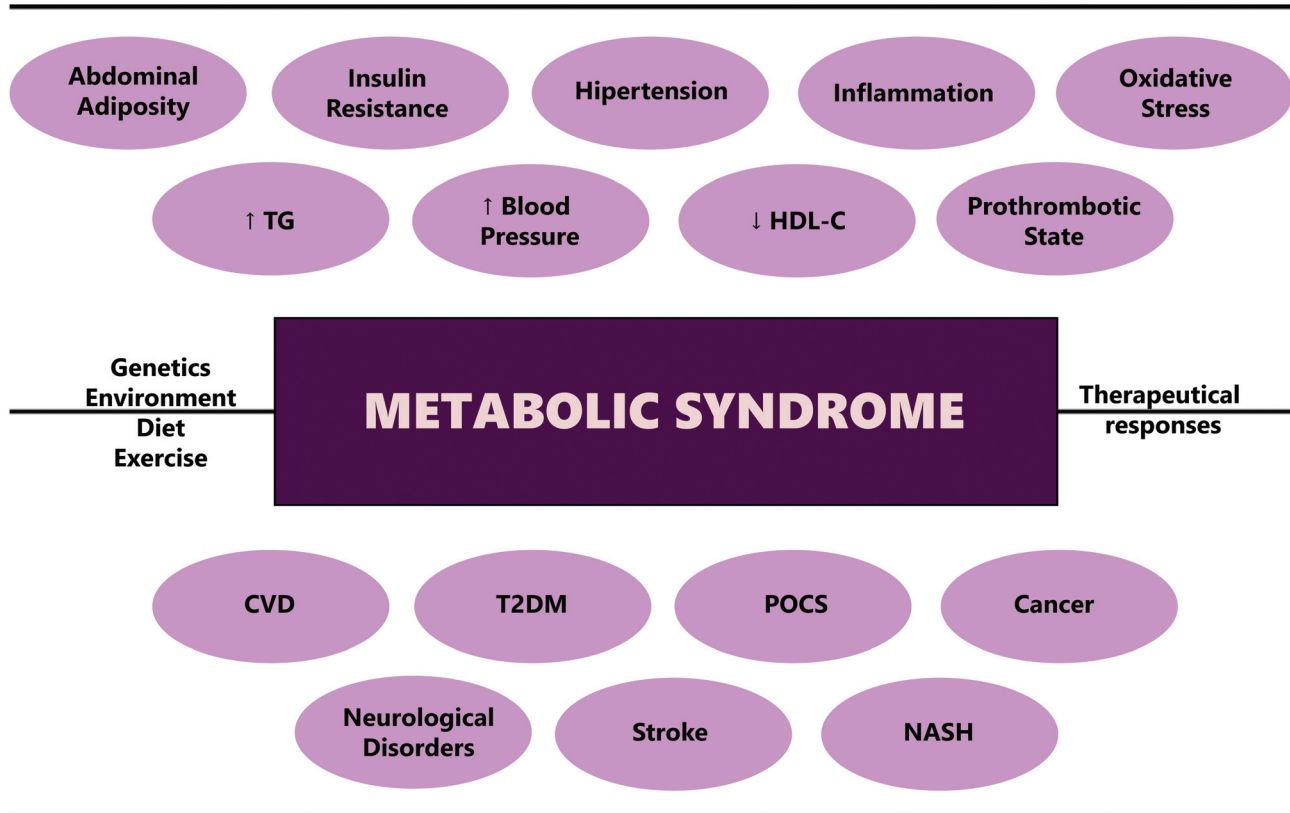 Abdominal
Adiposity
Insulin
Resistance
Hipertension
Inflammation
Oxidative
Stress
↑ TG
↑ Blood
Pressure
↓ HDL-C
Prothrombotic
State
Genetics
Environment
Diet
Exercise
METABOLIC SYNDROME
Therapeutical
responses
CVD
T2DM
POCS
Cancer
Neurological
Disorders
Stroke
NASH